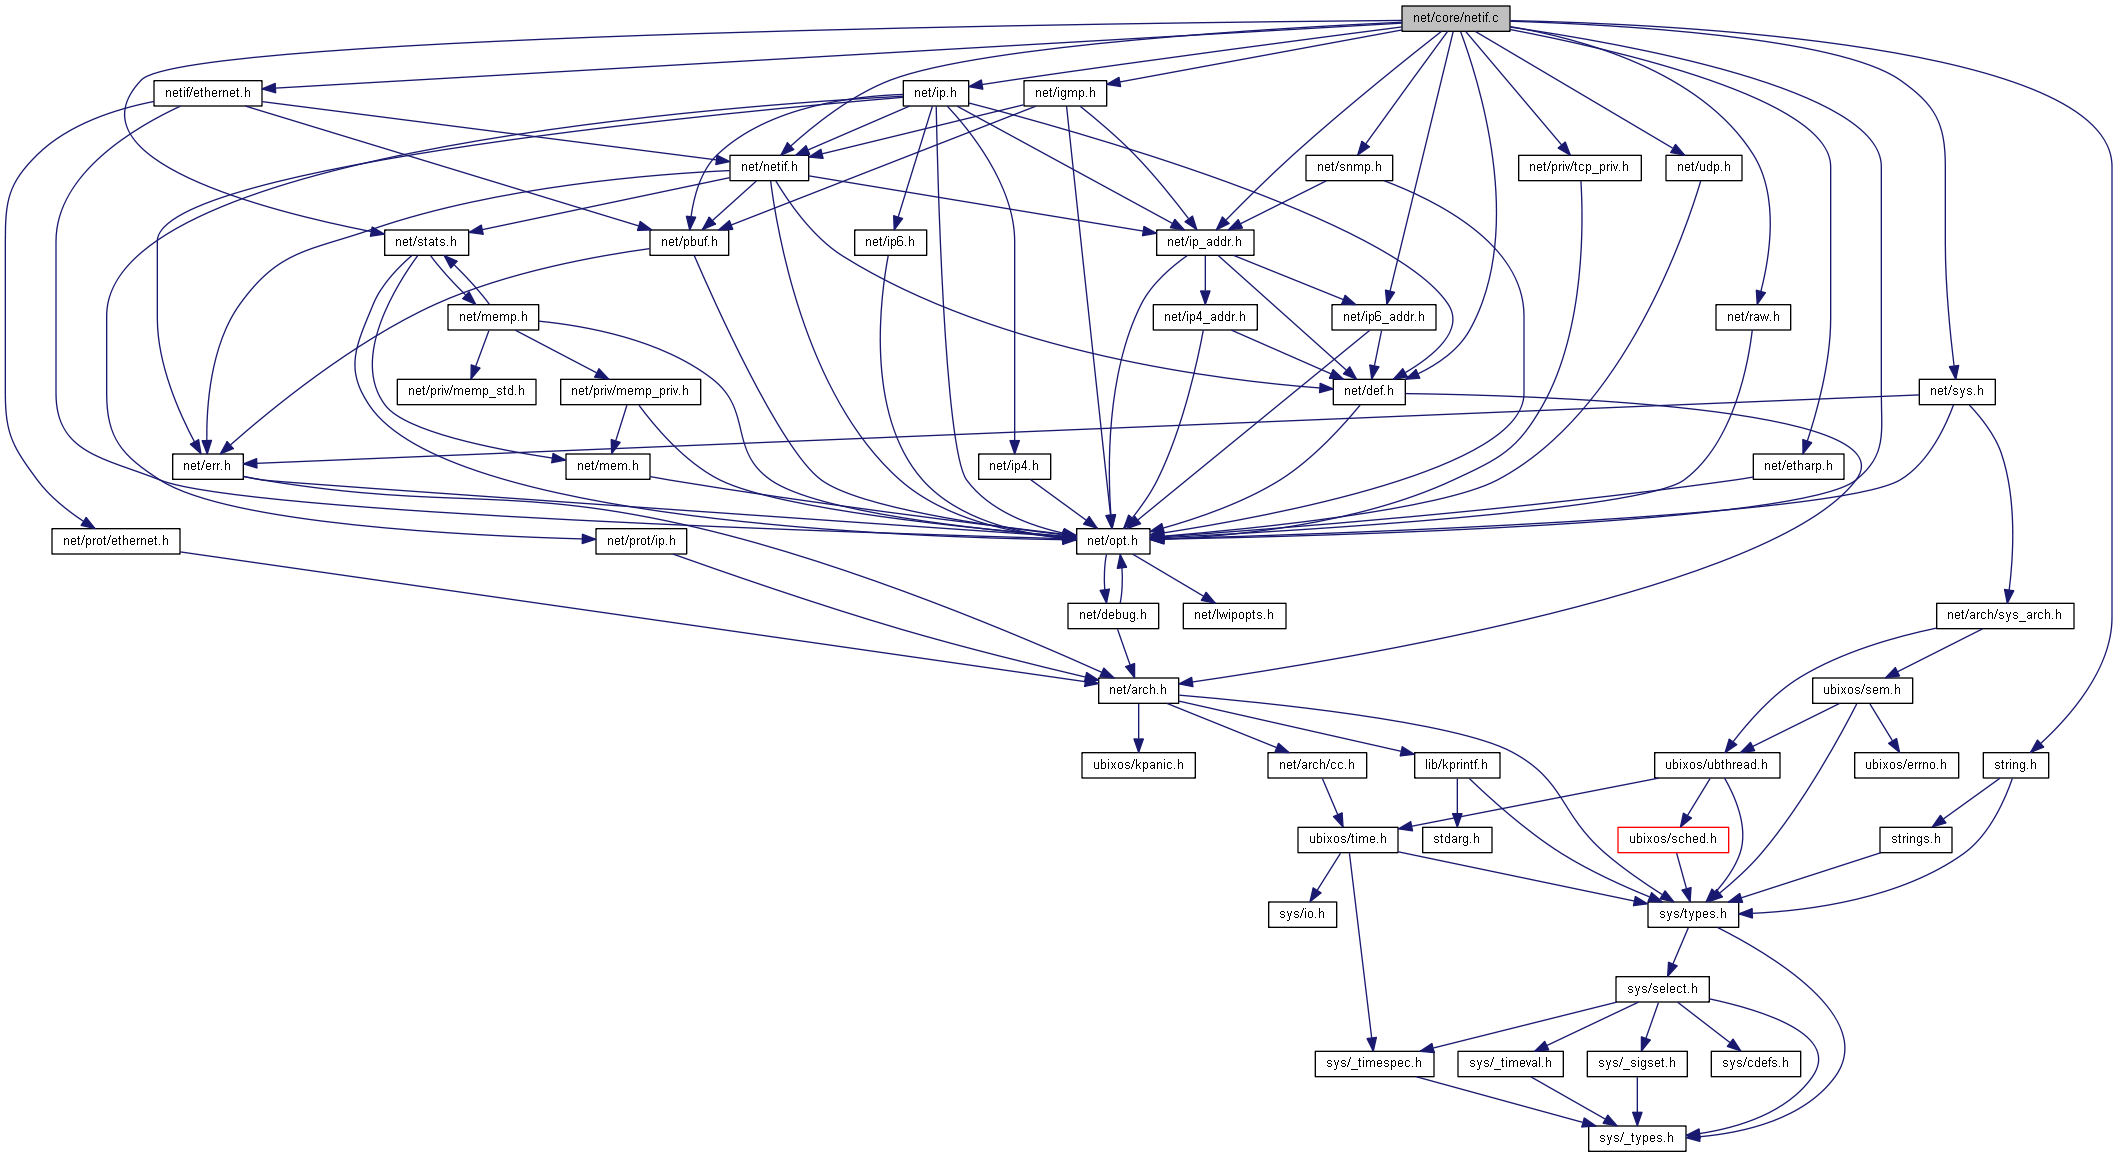 net/core/netif.c
netif/ethernet.h
net/ip.h
net/igmp.h
net/netif.h
net/snmp.h
net/priv/tcp_priv.h
net/udp.h
net/stats.h
net/pbuf.h
net/ip6.h
net/ip_addr.h
net/memp.h
net/ip4_addr.h
net/ip6_addr.h
net/raw.h
net/priv/memp_std.h
net/priv/memp_priv.h
net/def.h
net/sys.h
net/err.h
net/mem.h
net/ip4.h
net/etharp.h
net/prot/ethernet.h
net/prot/ip.h
net/opt.h
net/debug.h
net/lwipopts.h
net/arch/sys_arch.h
net/arch.h
ubixos/sem.h
ubixos/kpanic.h
net/arch/cc.h
lib/kprintf.h
ubixos/ubthread.h
ubixos/errno.h
string.h
ubixos/time.h
stdarg.h
ubixos/sched.h
strings.h
sys/io.h
sys/types.h
sys/select.h
sys/_timespec.h
sys/_timeval.h
sys/_sigset.h
sys/cdefs.h
sys/_types.h